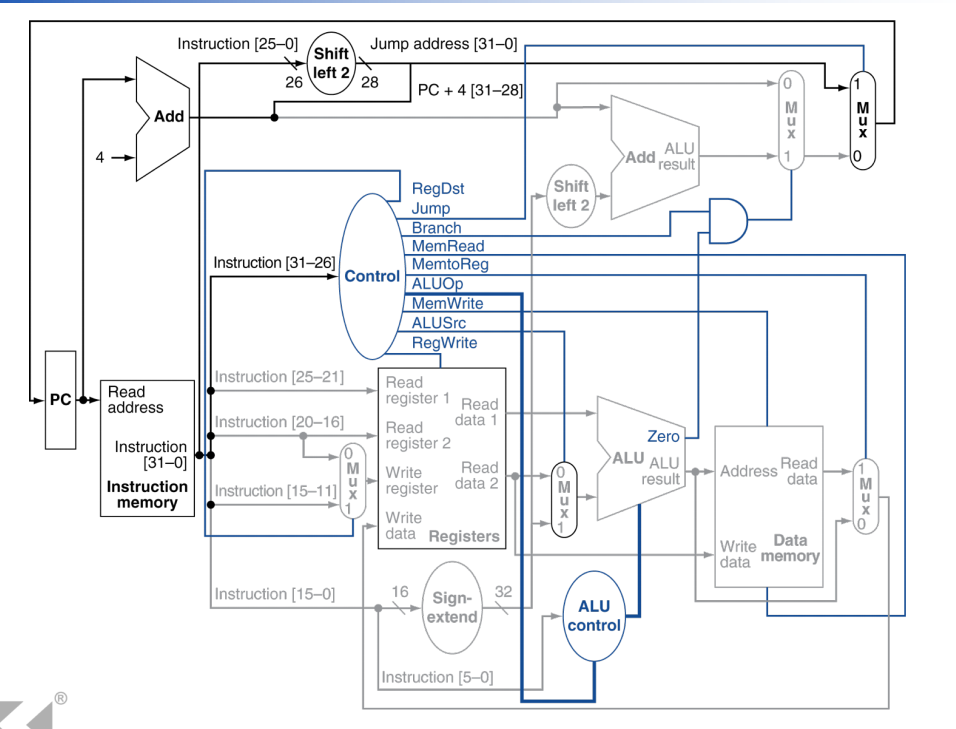 Instruction [25–0]
Shift
left 2
Jump address [31–0]
26
28
PC + 4 [31–28]
Add
4
0
M
u
x
1
1
M
u
x
0
Add
ALU
result
Shift
left 2
RegDst
Jump
Branch
MemRead
MemtoReg
ALUOp
MemWrite
ALUSrc
RegWrite
Instruction [31–26]
Control
PC
Read
address
Instruction
[31–0]
Instruction
memory
Instruction [25–21]
Instruction [20–16]
Instruction [15–11]
0
M
u
x
1
Read
register 1
Read
register 2
Write
register
Write
data
Read
data 1
Read
data 2
Registers
0
M
u
x
1
Zero
ALU
ALU
result
Address
Read
data
Write
data
Data
memory
1
M
u
x
0
Instruction [15–0]
16
Sign-
extend
32
ALU
control
Instruction [5–0]
®